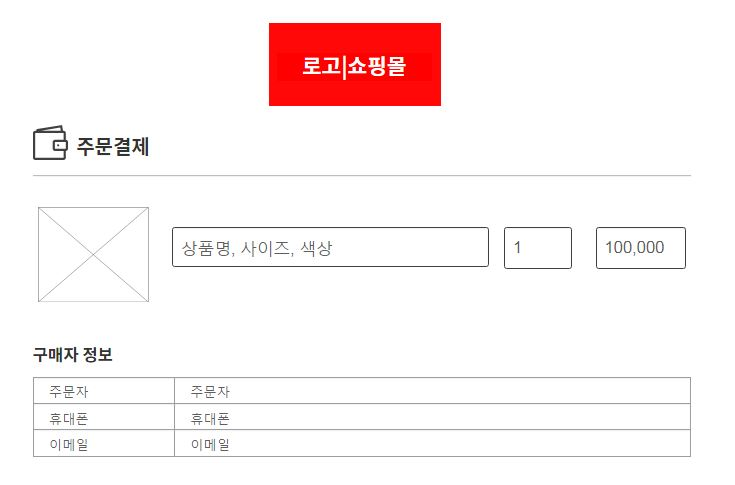 로고|쇼핑몰
주문결제
상품명, 사이즈, 색상 1 100,000
구매자 정보
주문자 주문자
휴대폰 휴대폰
이메일 이메일